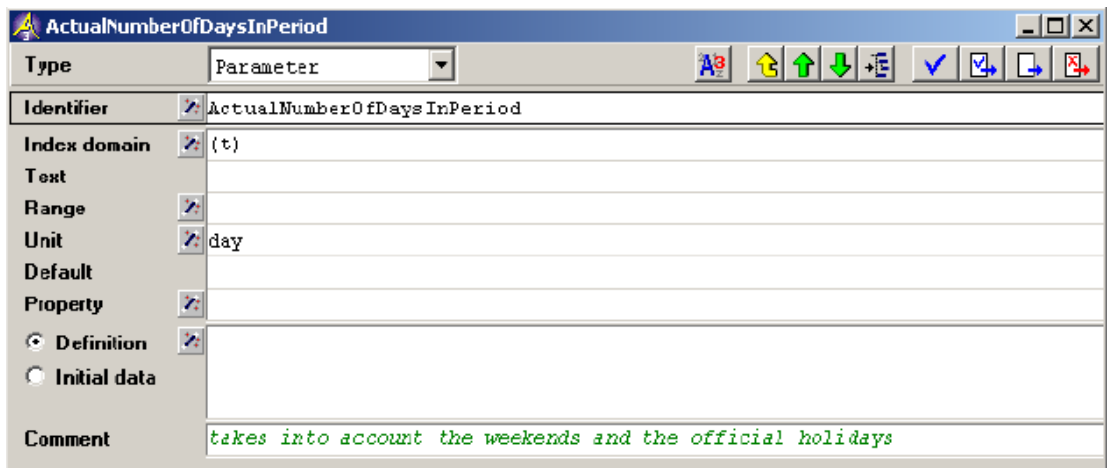 ActualNumberOfDaysInPeriod
Type Parameter
Identifier ActualNumberOfDaysInPeriod
Index domain (t)
Text
Range
Unit day
Default
Property
Definition
Initial data
Comment takes into account the weekends and the official holidays